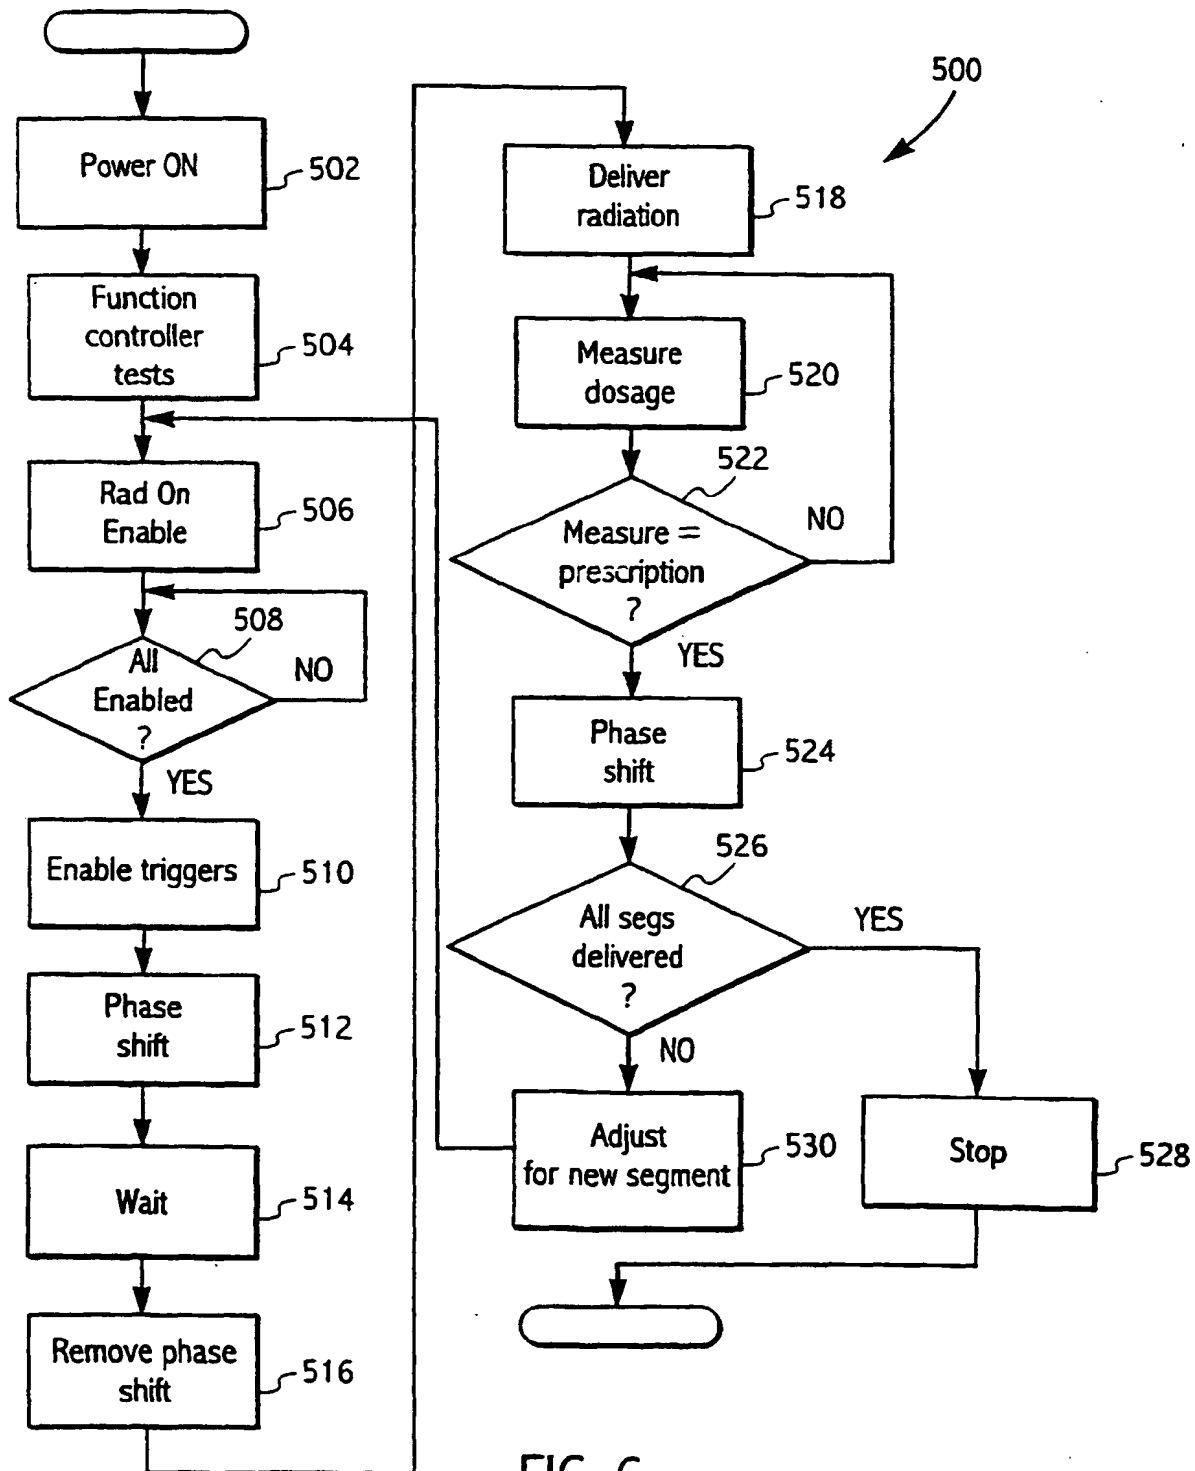 500
Power ON
502
Function
controller
tests
504
Rad On
Enable
506
508
All
Enabled
?
NO
YES
Enable triggers
510
Phase
shift
512
Wait
514
Remove phase
shift
516
Deliver
radiation
518
Measure
dosage
520
522
Measure =
prescription
?
NO
YES
Phase
shift
524
526
All segs
delivered
?
YES
NO
Adjust
for new segment
530
Stop
528
FIG. 6